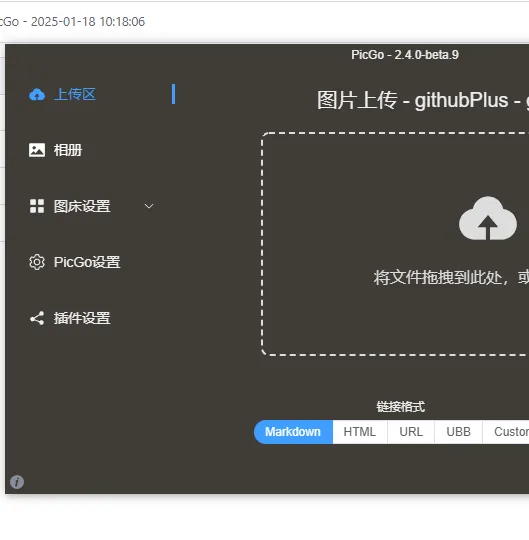 cGo - 2025-01-18 10:18:06
PicGo - 2.4.0-beta.9
上传区
图片上传 - githubPlus -
相册
图床设置
将文件拖拽到此处，或
PicGo设置
插件设置
链接格式
Markdown HTML URL UBB Custor